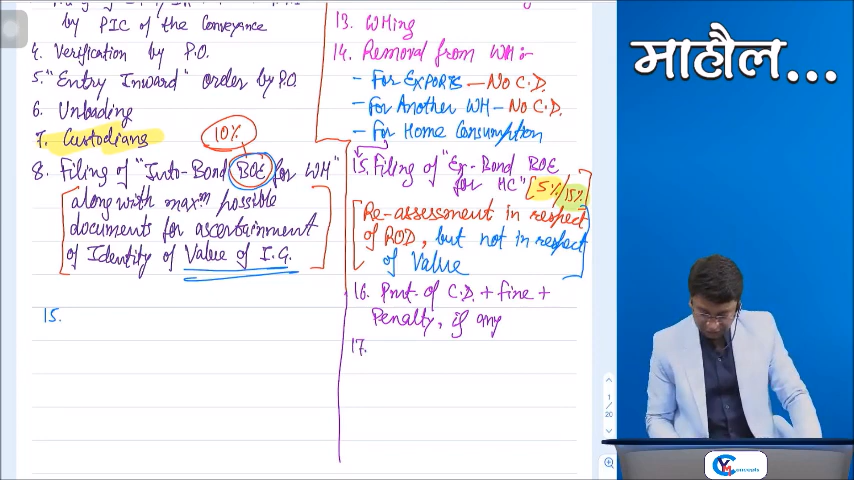 by PIC of the Conveyance
4. Verification by P.O.
5. "Entry Inward" order by P.O.
6. Unloading
7. Custodians
10%
8. Filing of "Into-Bond BOE for WH"
along with maxm possible
documents for ascertainment
of Identity of Value of I.G.
15.
13. WHing
14. Removal from WH :-
- For EXPORTS - No C.D.
- For Another WH - No C.D.
- For Home Consumption
15. Filing of "Ex-Bond BOE
for HC" [5%/15%]
Re-assessment in respect
of ROD, but not in respect
of Value
16. Pmt. of C.D. + fine +
Penalty, if any
17.
माहौल...
1
20
concepts